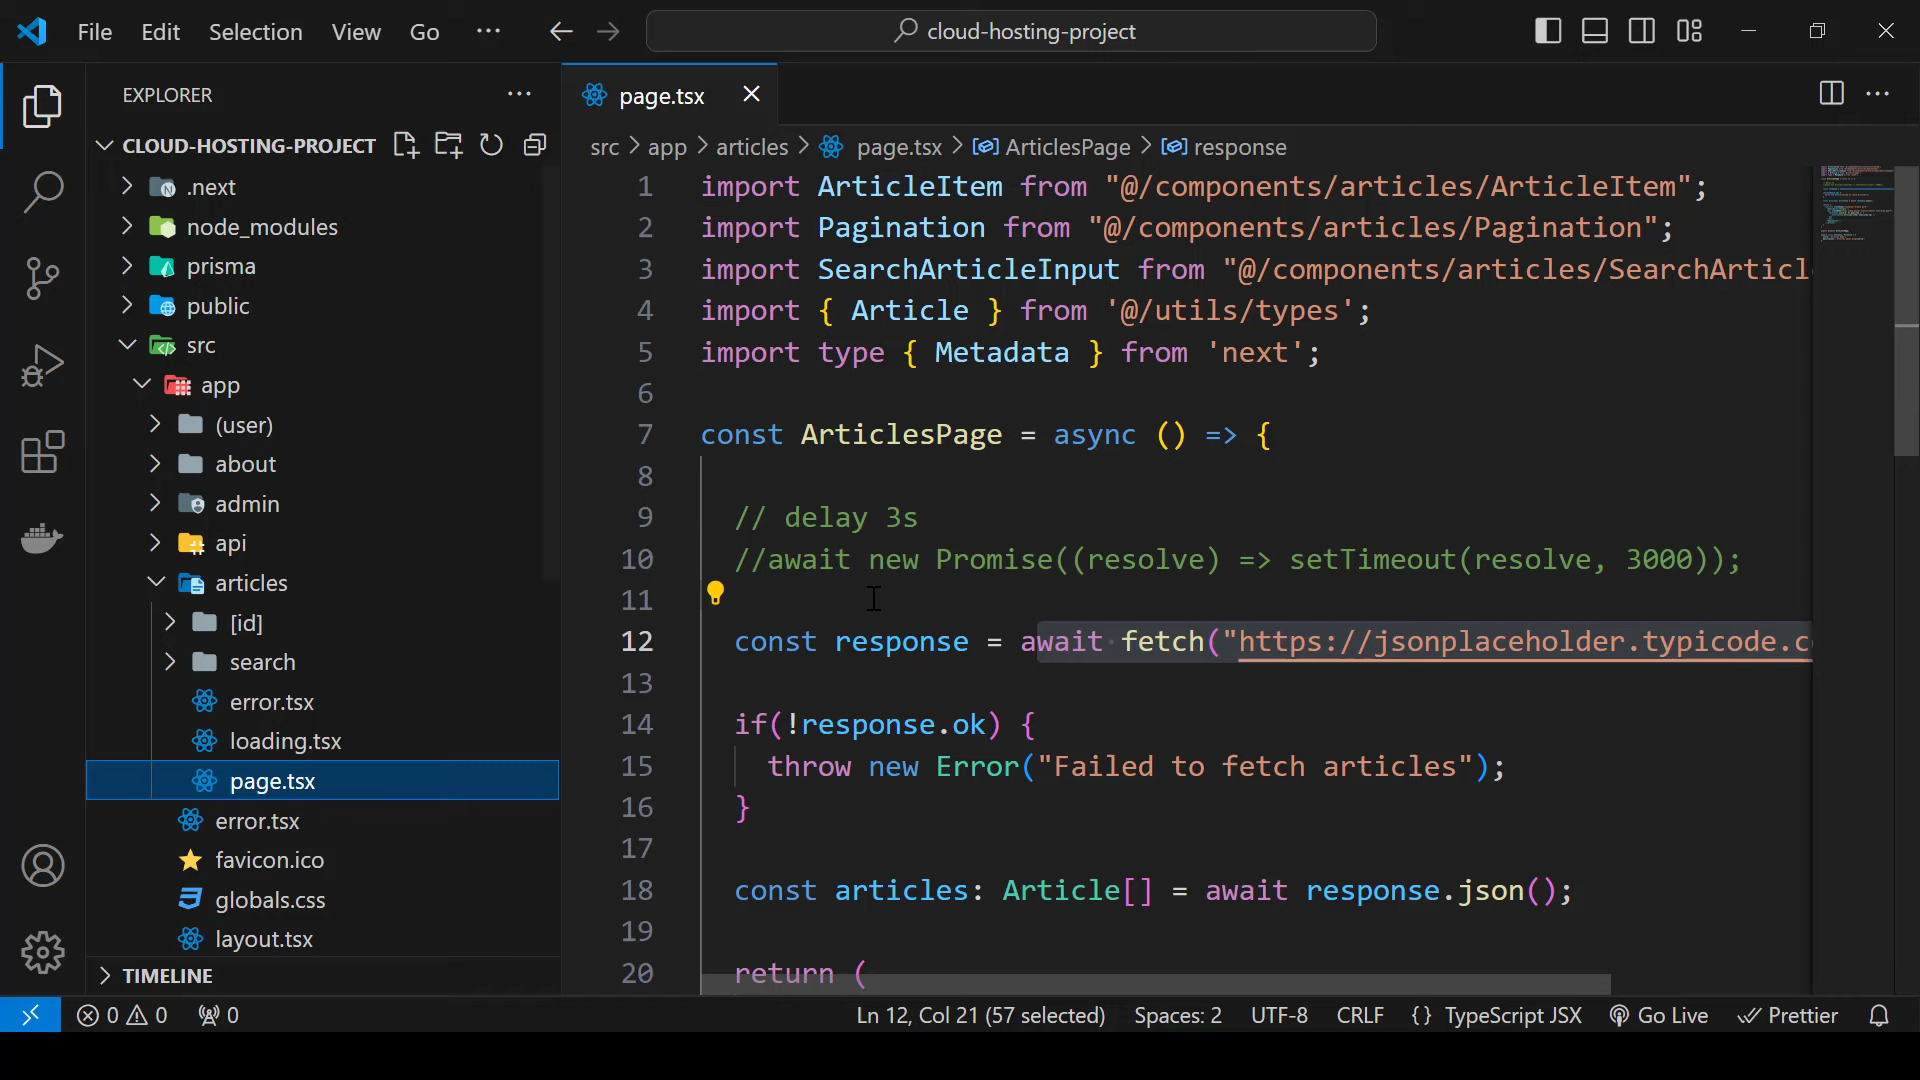 File Edit Selection View Go ··· cloud-hosting-project
EXPLORER ···
CLOUD-HOSTING-PROJECT
.next
node_modules
prisma
public
src
app
(user)
about
admin
api
articles
[id]
search
error.tsx
loading.tsx
page.tsx
error.tsx
favicon.ico
globals.css
layout.tsx
TIMELINE
page.tsx
src > app > articles > page.tsx > ArticlesPage > response
1 import ArticleItem from "@/components/articles/ArticleItem";
2 import Pagination from "@/components/articles/Pagination";
3 import SearchArticleInput from "@/components/articles/SearchArticl
4 import { Article } from '@/utils/types';
5 import type { Metadata } from 'next';
6
7 const ArticlesPage = async () => {
8
9 // delay 3s
10 //await new Promise((resolve) => setTimeout(resolve, 3000));
11
12 const response = await fetch("https://jsonplaceholder.typicode.c
13
14 if(!response.ok) {
15 throw new Error("Failed to fetch articles");
16 }
17
18 const articles: Article[] = await response.json();
19
20 return (
0 0 0 Ln 12, Col 21 (57 selected) Spaces: 2 UTF-8 CRLF {} TypeScript JSX Go Live Prettier